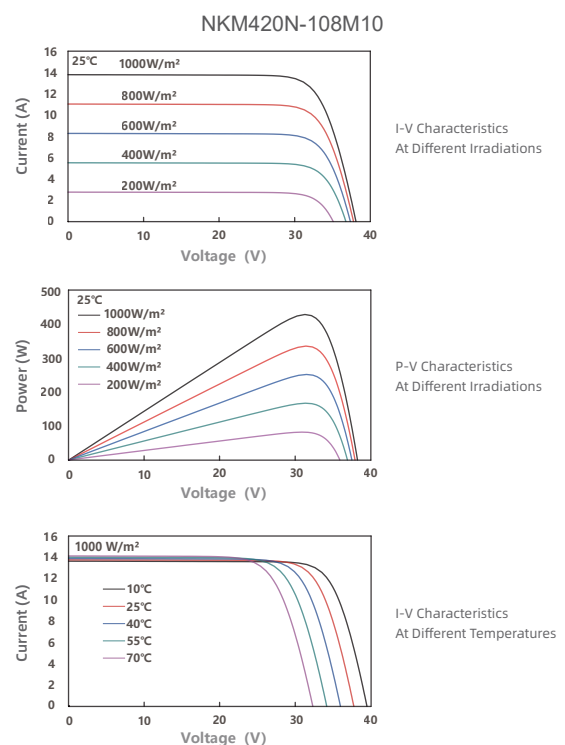 NKM420N-108M10
16
14
12
10
8
6
4
2
0
Current (A)
25℃
1000W/m²
800W/m²
600W/m²
400W/m²
200W/m²
0 10 20 30 40
Voltage (V)
I-V Characteristics
At Different Irradiations
500
400
300
200
100
0
Power (W)
25℃
1000W/m²
800W/m²
600W/m²
400W/m²
200W/m²
0 10 20 30 40
Voltage (V)
P-V Characteristics
At Different Irradiations
16
14
12
10
8
6
4
2
0
Current (A)
1000 W/m²
10℃
25℃
40℃
55℃
70℃
0 10 20 30 40
Voltage (V)
I-V Characteristics
At Different Temperatures